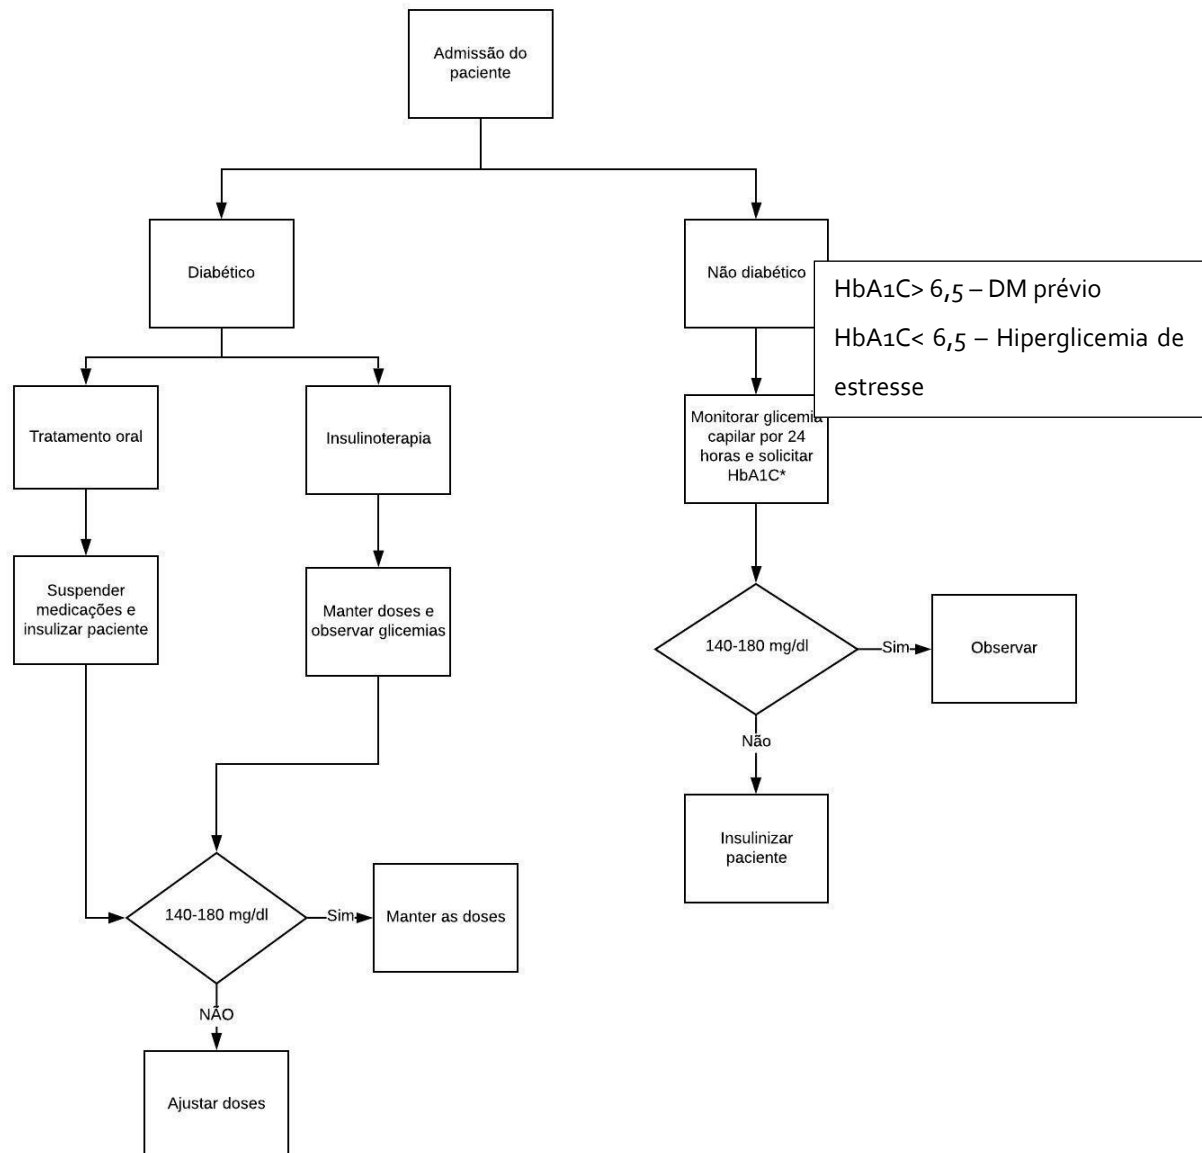 Admissão do
paciente
Diabético
Não diabético
HbA1C> 6,5 – DM prévio
HbA1C< 6,5 – Hiperglicemia de
estresse
Tratamento oral
Insulinoterapia
Monitorar glicemia
capilar por 24
horas e solicitar
HbA1C*
Suspender
medicações e
insulizar paciente
Manter doses e
observar glicemias
140-180 mg/dl
Sim
Observar
Não
Insulinizar
paciente
140-180 mg/dl
Sim
Manter as doses
NÃO
Ajustar doses